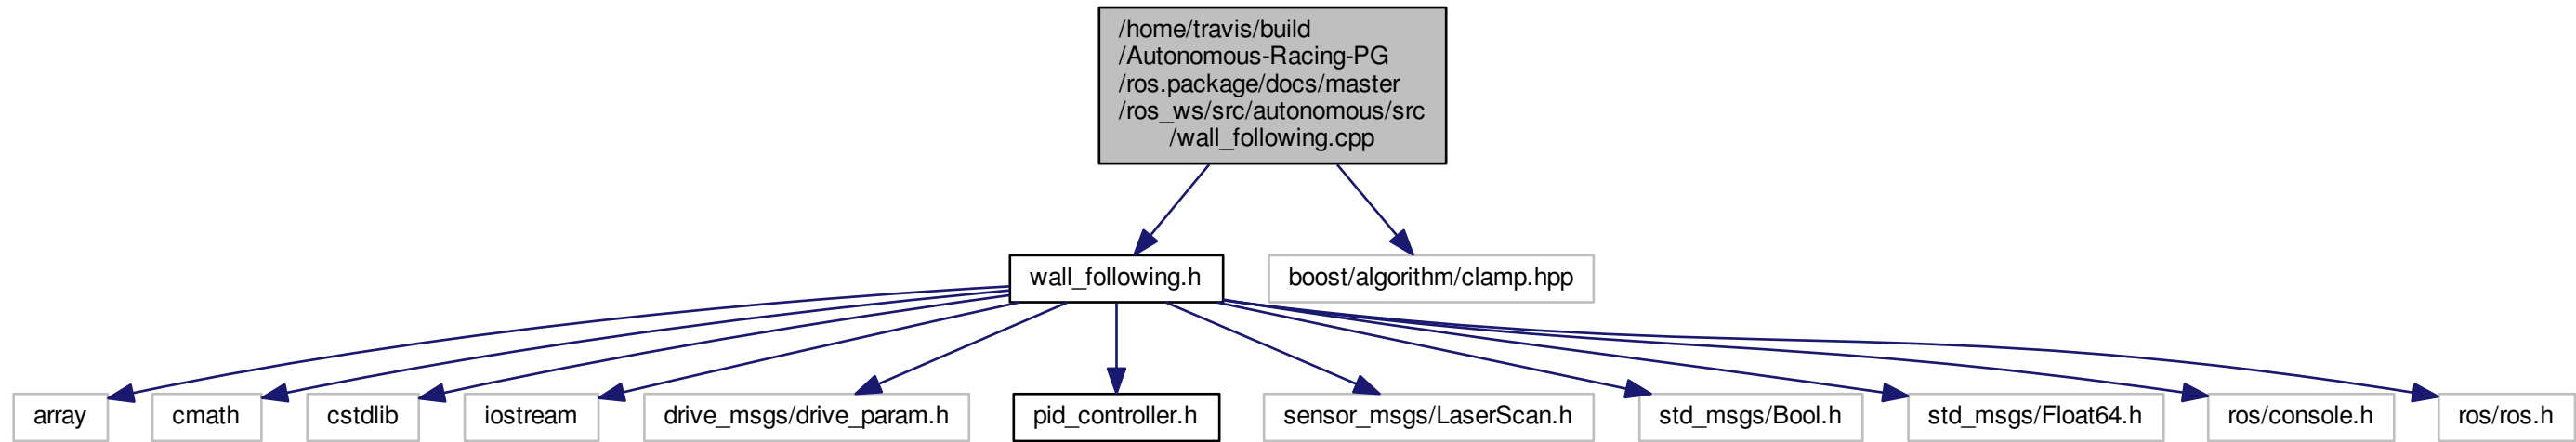 /home/travis/build
/Autonomous-Racing-PG
/ros.package/docs/master
/ros_ws/src/autonomous/src
/wall_following.cpp
wall_following.h
boost/algorithm/clamp.hpp
array
cmath
cstdlib
iostream
drive_msgs/drive_param.h
pid_controller.h
sensor_msgs/LaserScan.h
std_msgs/Bool.h
std_msgs/Float64.h
ros/console.h
ros/ros.h